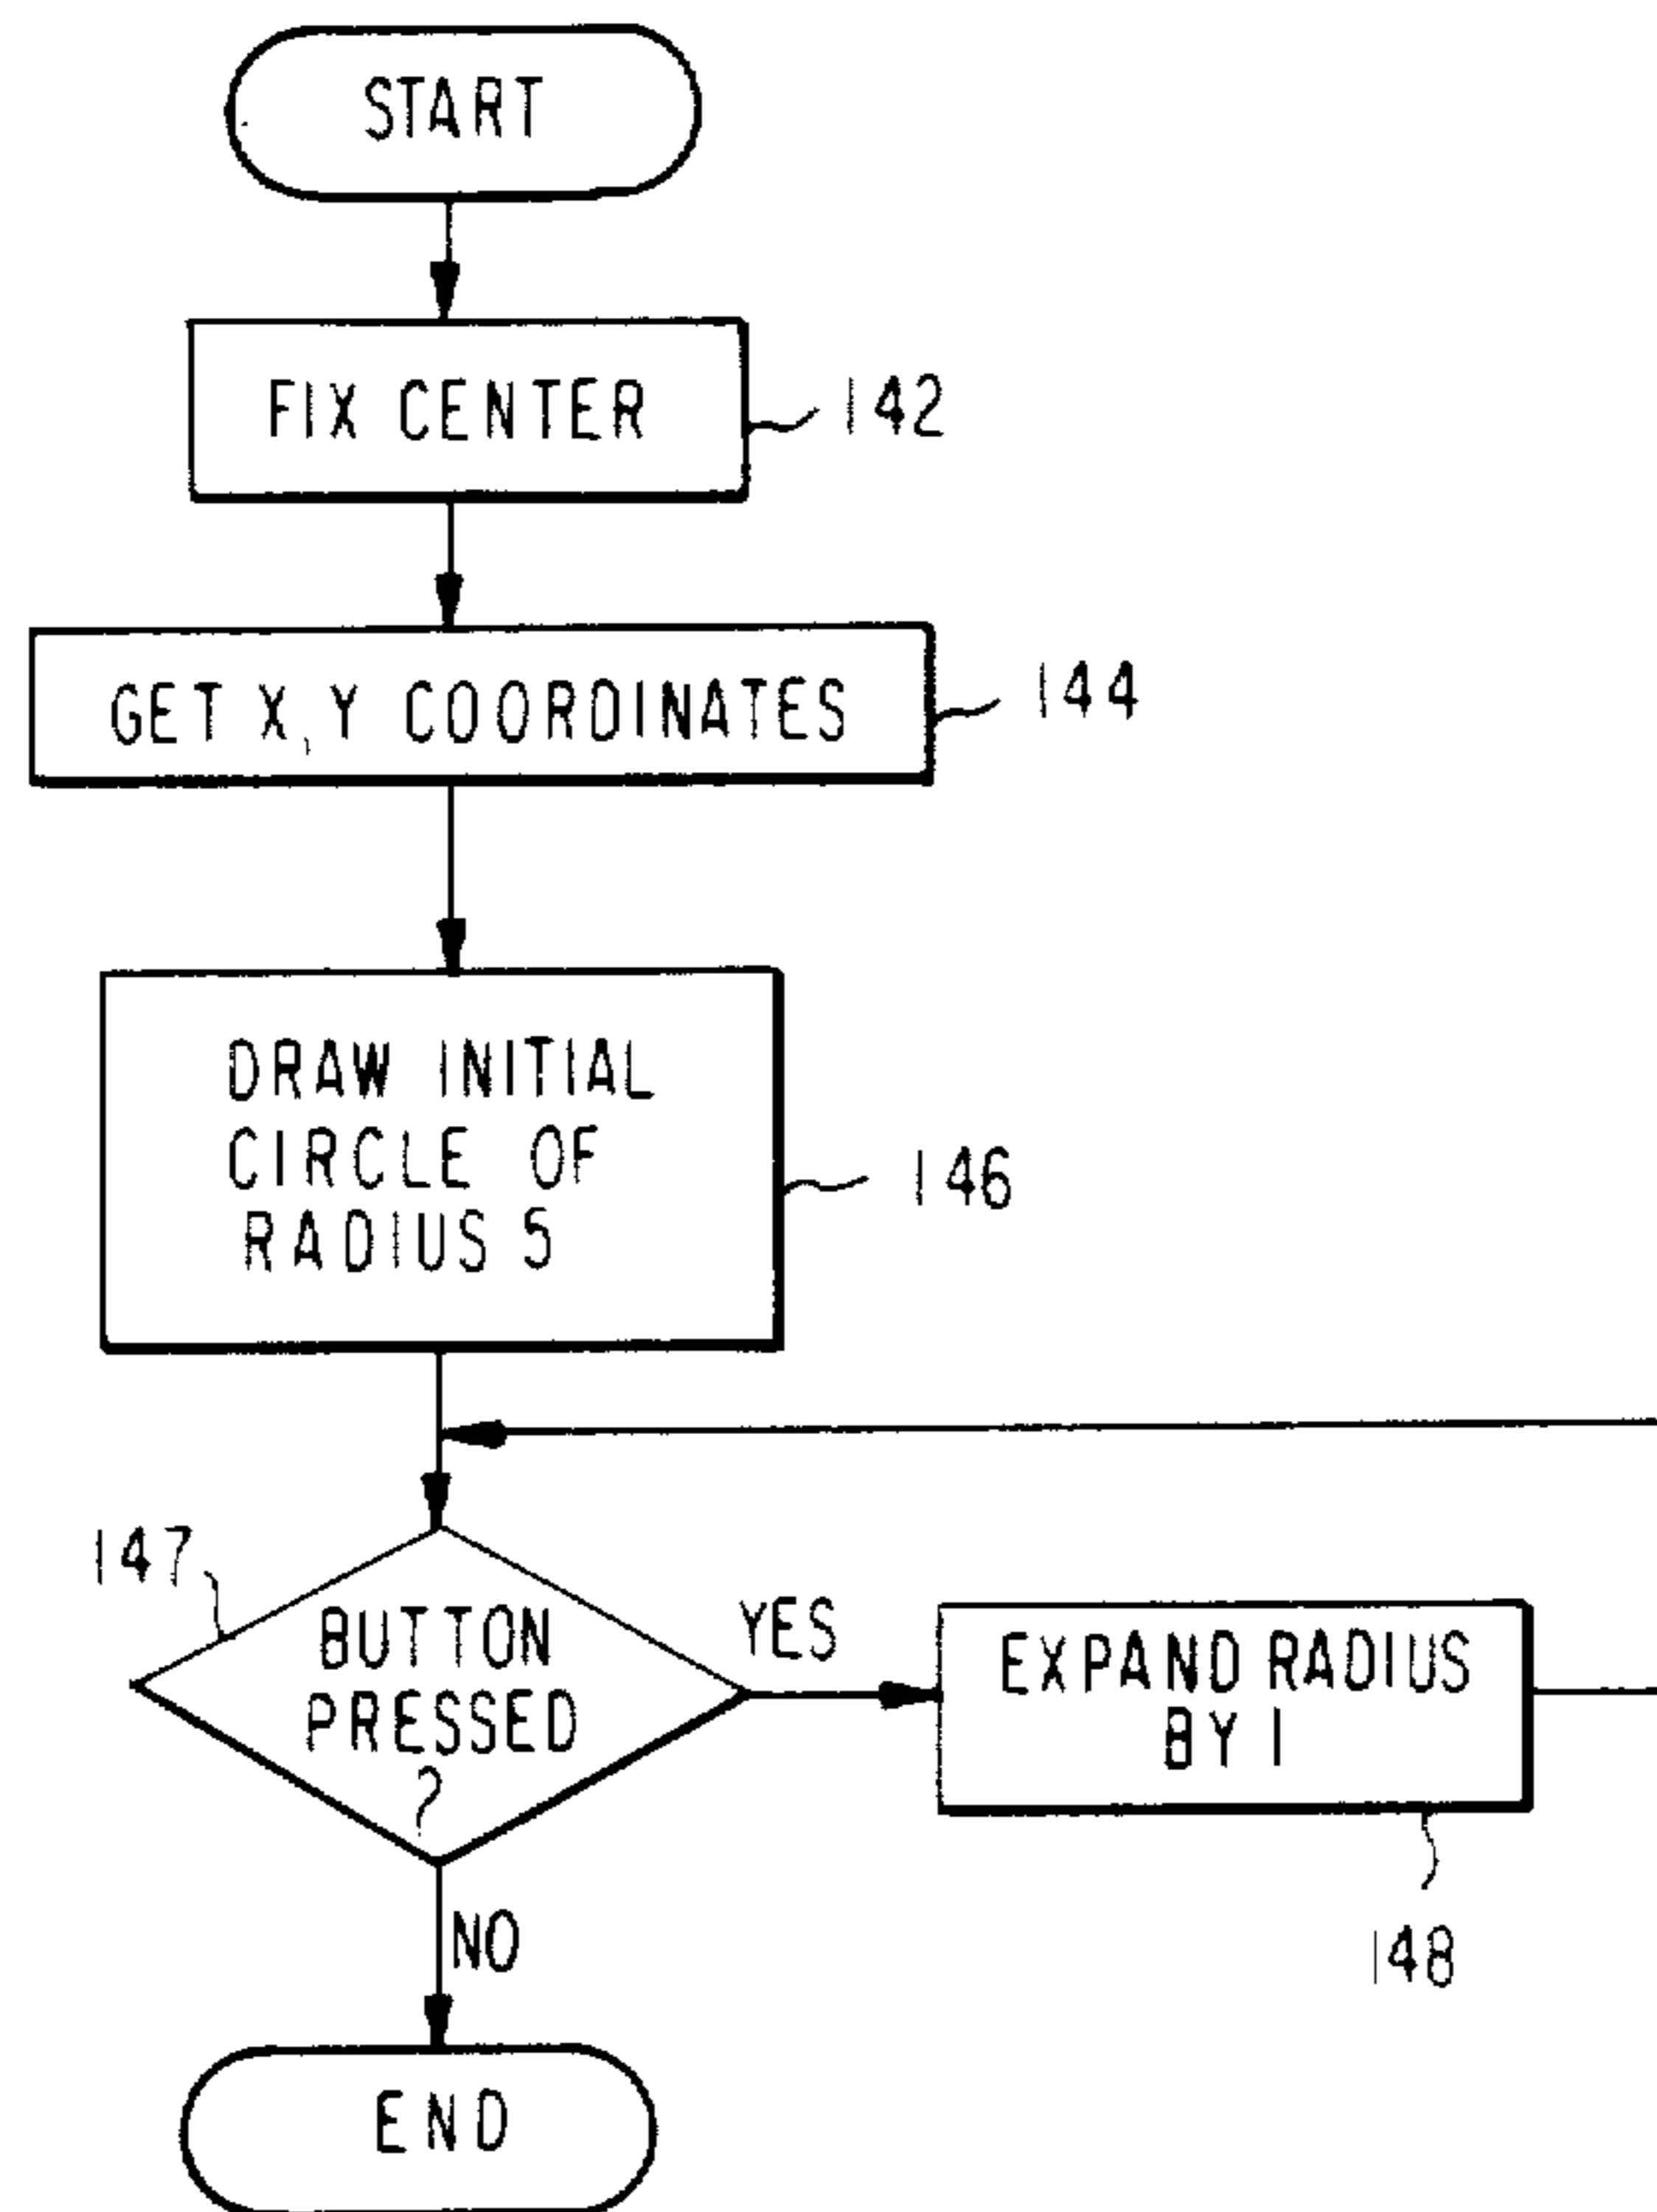 START
FIX CENTER
142
GET X, Y COORDINATES
144
DRAW INITIAL
CIRCLE OF
RADIUS 5
146
147
BUTTON
PRESSED
?
YES
EXPAND RADIUS
BY 1
148
NO
END